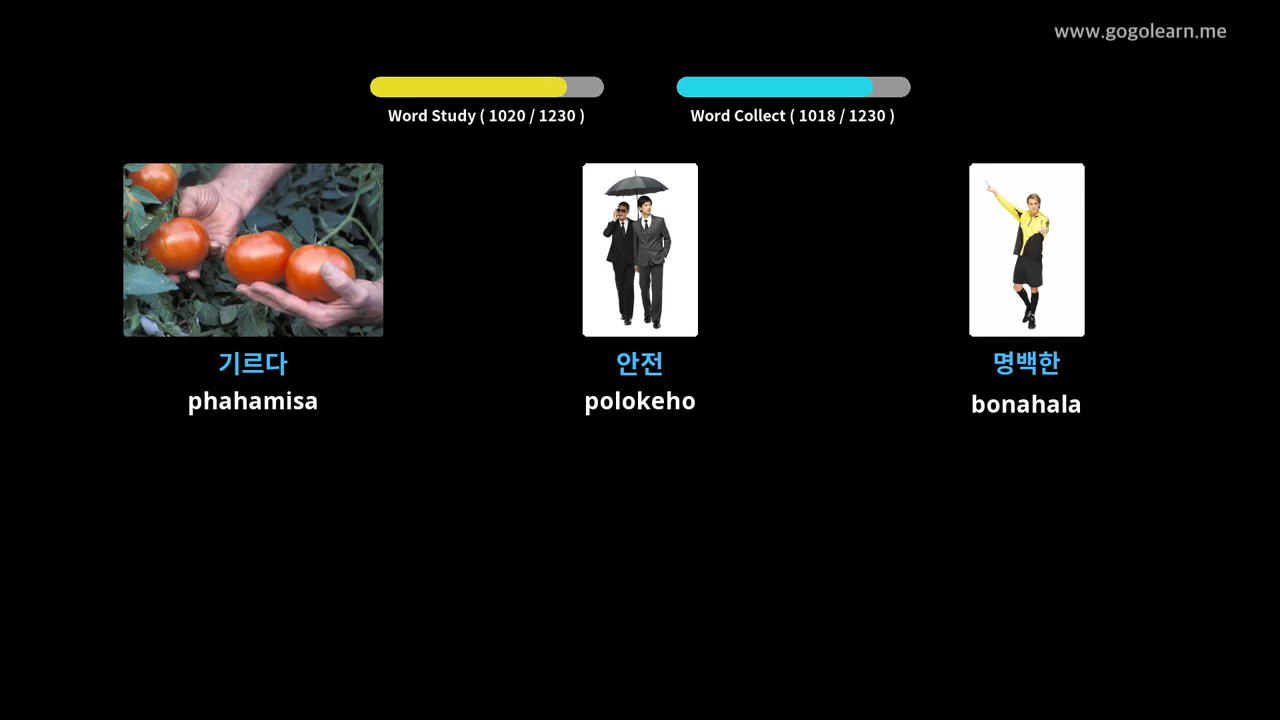 www.gogolearn.me
Word Study ( 1020 / 1230 )
Word Collect ( 1018 / 1230 )
기르다
phahamisa
안전
polokeho
명백한
bonahala